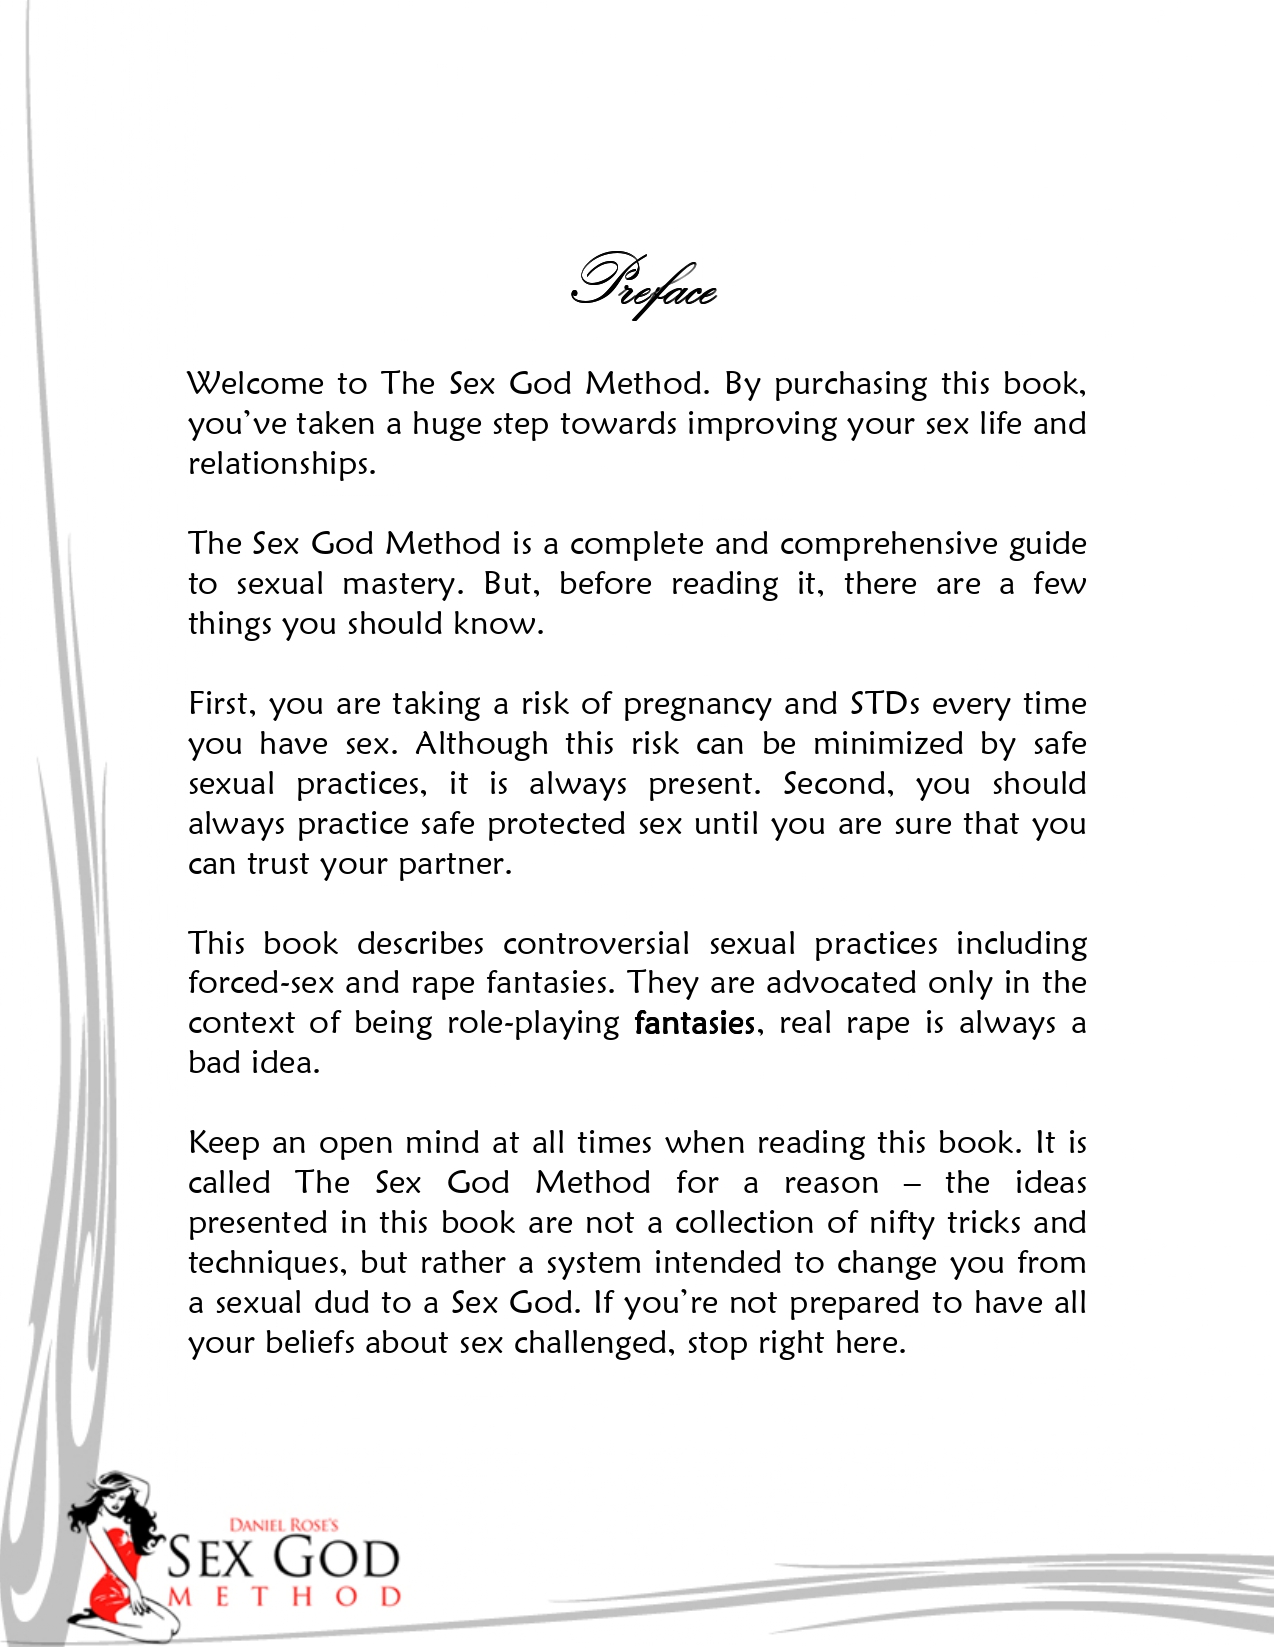 Preface
Welcome to The Sex God Method. By purchasing this book,
you've taken a huge step towards improving your sex life and
relationships.
The Sex God Method is a complete and comprehensive guide
to sexual mastery. But, before reading it, there are a few
things you should know.
First, you are taking a risk of pregnancy and STDs every time
you have sex. Although this risk can be minimized by safe
sexual practices, it is always present. Second, you should
always practice safe protected sex until you are sure that you
can trust your partner.
This book describes controversial sexual practices including
forced-sex and rape fantasies. They are advocated only in the
context of being role-playing fantasies, real rape is always a
bad idea.
Keep an open mind at all times when reading this book. It is
called The Sex God Method for a reason – the ideas
presented in this book are not a collection of nifty tricks and
techniques, but rather a system intended to change you from
a sexual dud to a Sex God. If you're not prepared to have all
your beliefs about sex challenged, stop right here.
DANIEL ROSE'S
SEX GOD
METHOD